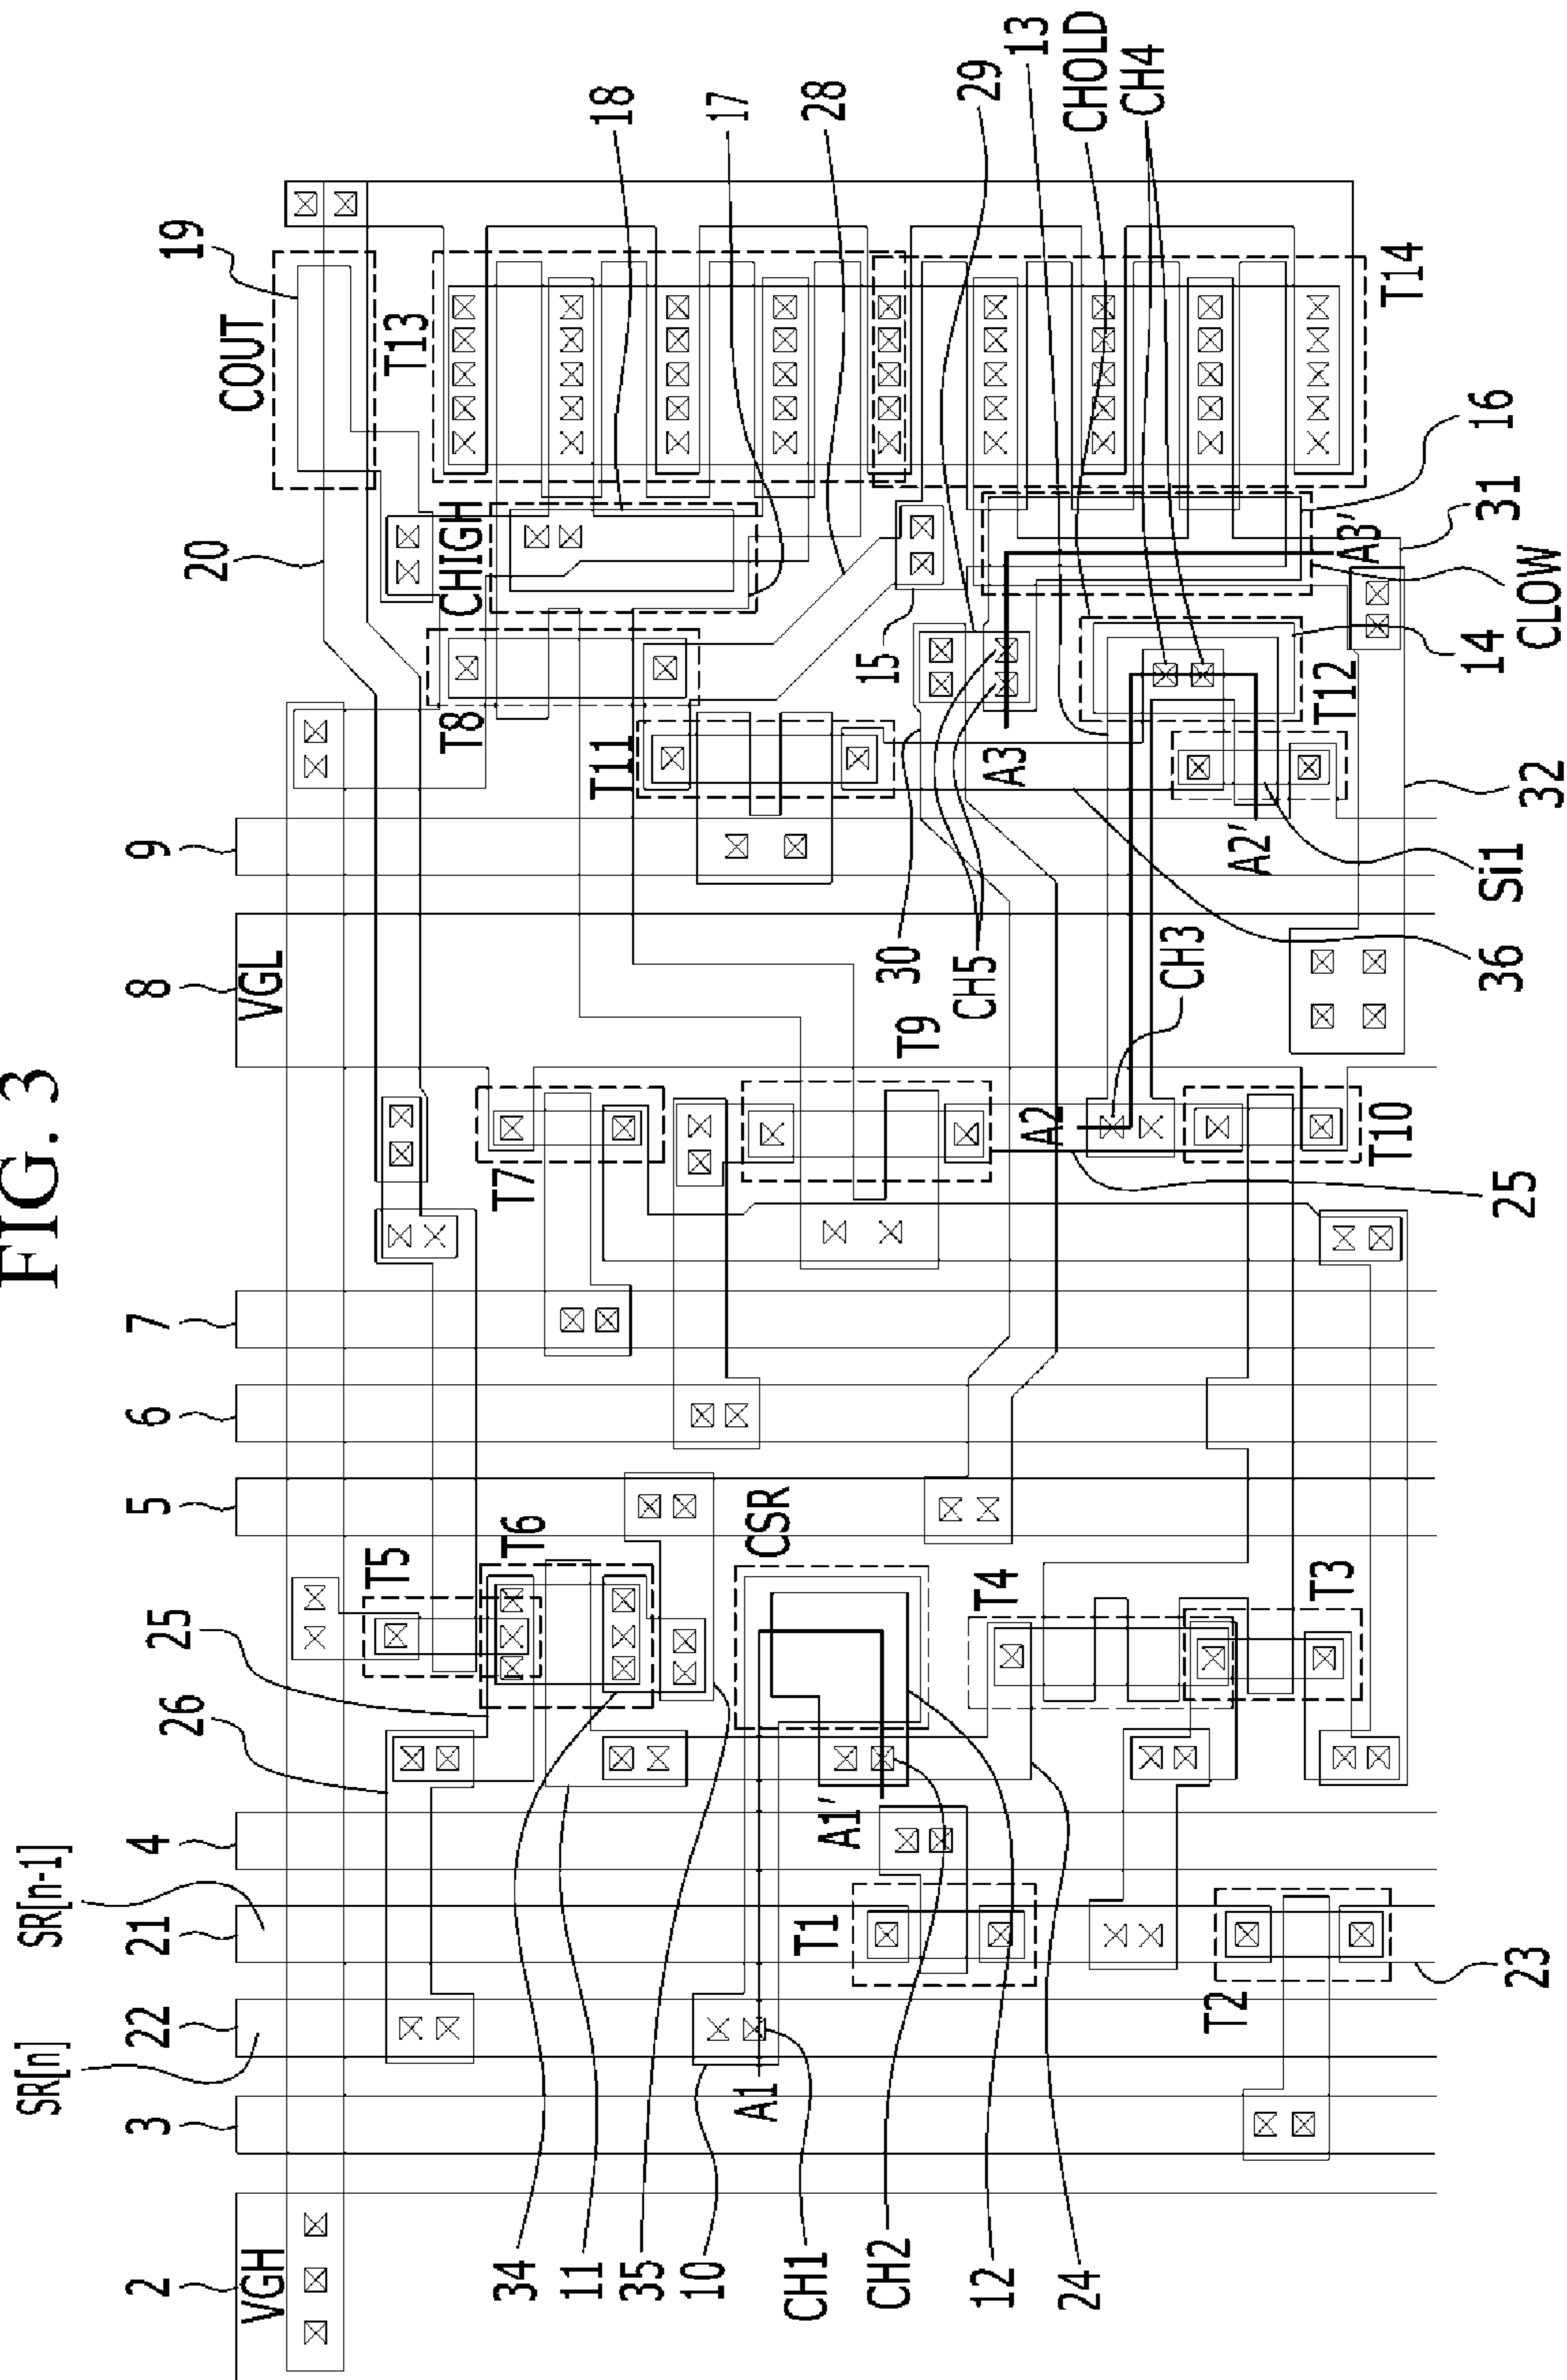 FIG. 3
SR[n]
SR[n-1]
2
3
22
21
4
5
6
7
8
9
20
19
VGH
VGL
COUT
26
25
T5
T6
T7
T8
T11
CHIGH
T13
18
17
28
29
13
CHOLD
CH4
34
11
35
10
CH1
CH2
12
24
A1
A1′
CSR
T1
T4
T3
T2
23
T9
30
CH5
A2
CH3
T10
25
36
A3
A2′
Si1
15
T12
32
14
CLOW
A3′
31
16
T14